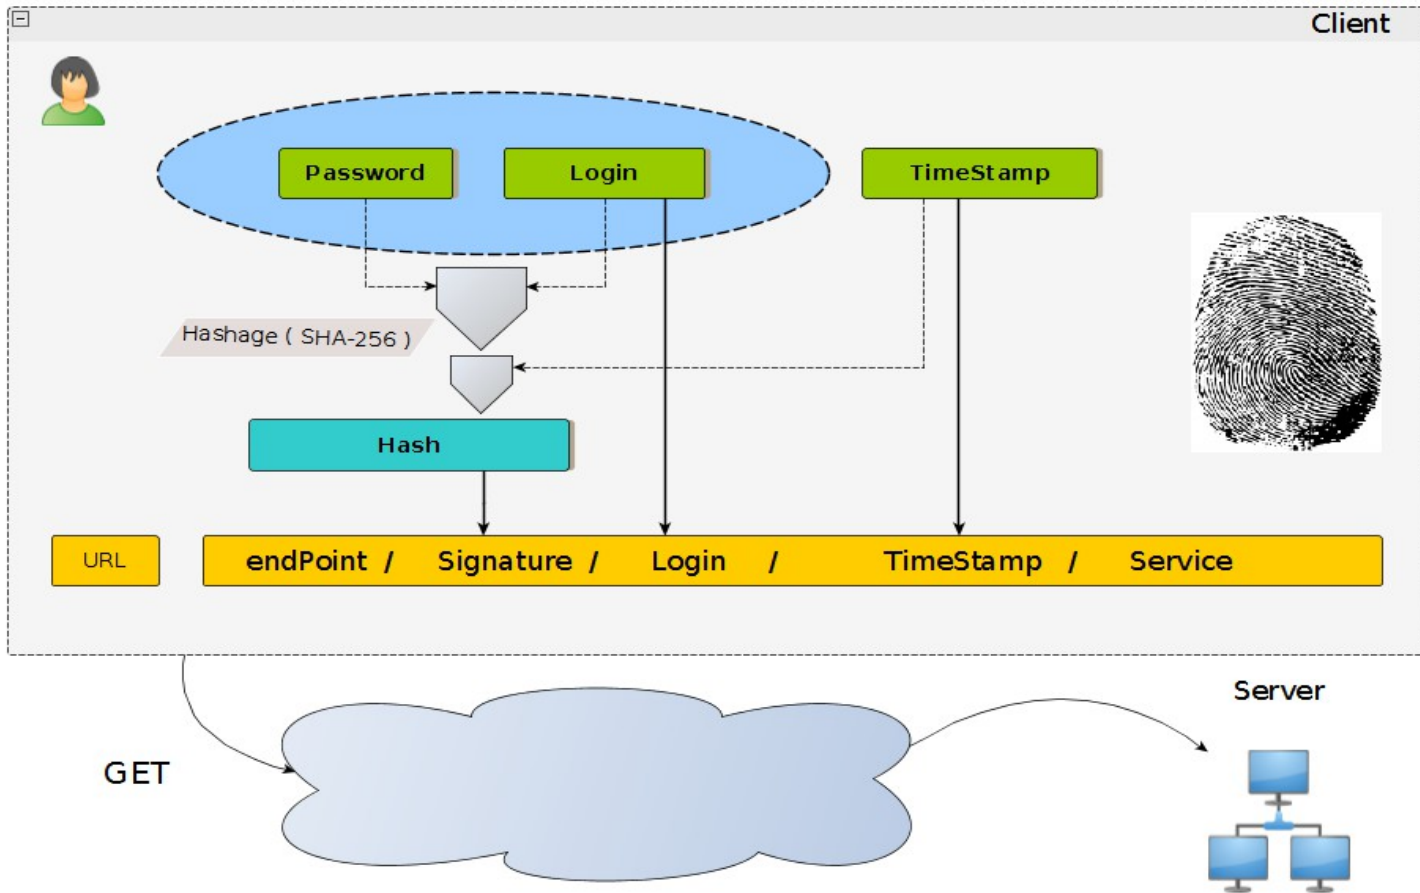 Client
Password Login TimeStamp
Hashage ( SHA-256 )
Hash
URL endPoint / Signature / Login / TimeStamp / Service
Server
GET